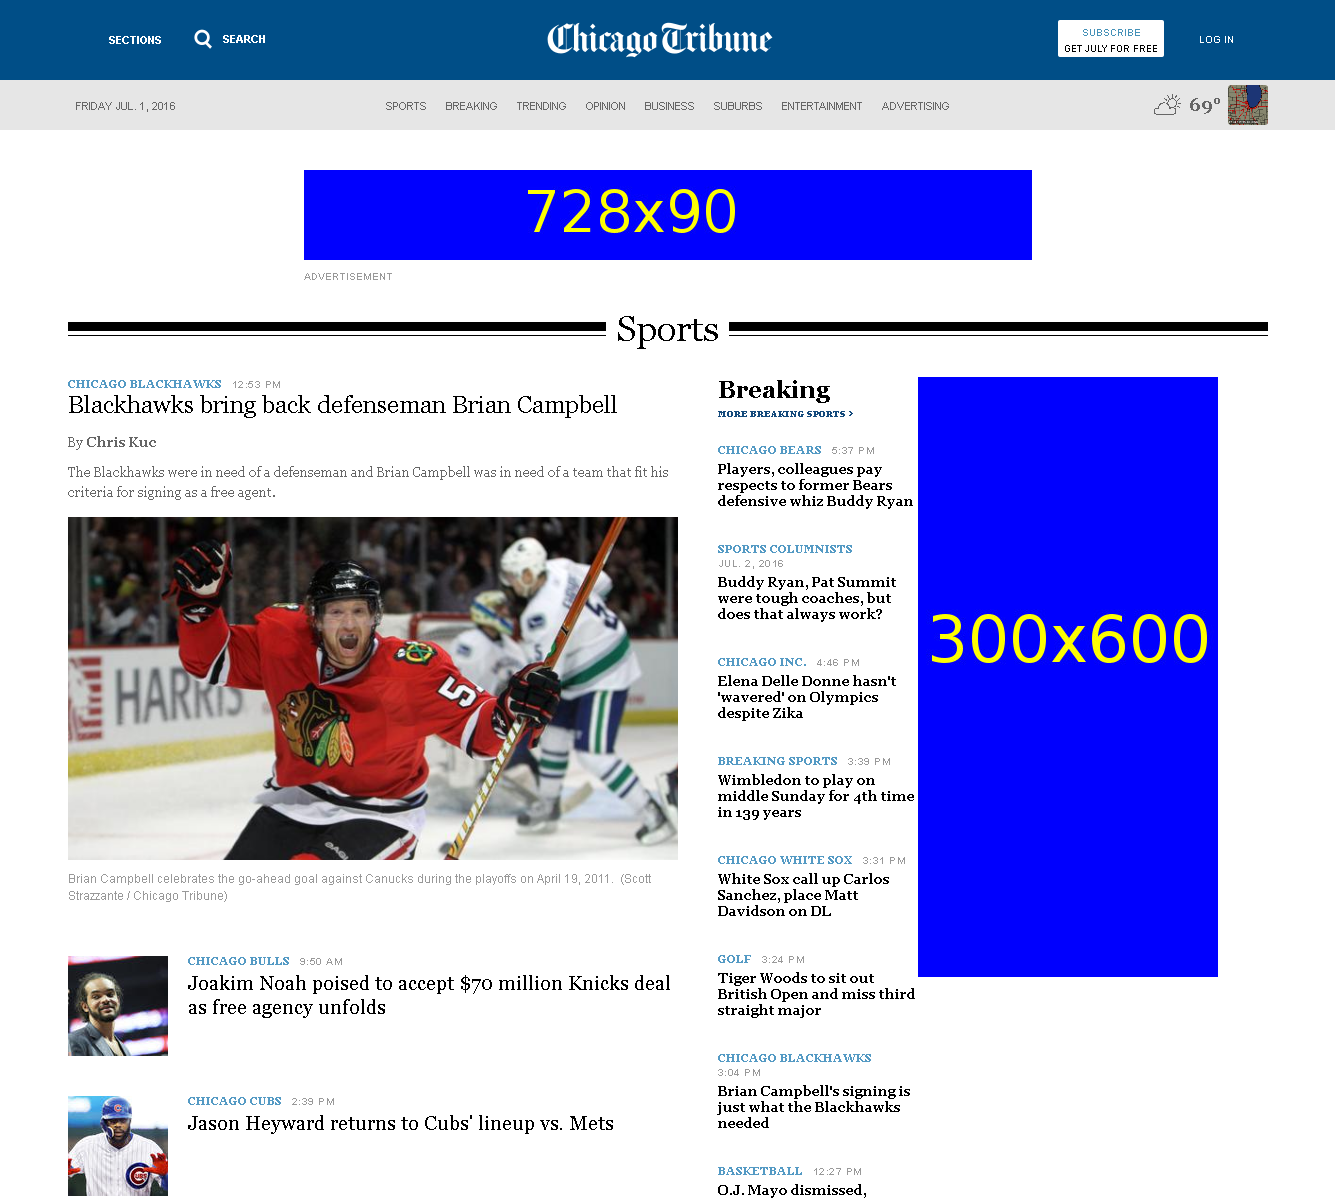 SECTIONS
SEARCH
Chicago Tribune
SUBSCRIBE
GET JULY FOR FREE
LOG IN
FRIDAY JUL. 1, 2016
SPORTS BREAKING TRENDING OPINION BUSINESS SUBURBS ENTERTAINMENT ADVERTISING
69°
728x90
ADVERTISEMENT
Sports
CHICAGO BLACKHAWKS 12:53 PM
Blackhawks bring back defenseman Brian Campbell
By Chris Kuc
The Blackhawks were in need of a defenseman and Brian Campbell was in need of a team that fit his
criteria for signing as a free agent.
HARRIS
5
Brian Campbell celebrates the go-ahead goal against Canucks during the playoffs on April 19, 2011. (Scott
Strazzante / Chicago Tribune)
CHICAGO BULLS 9:50 AM
Joakim Noah poised to accept $70 million Knicks deal
as free agency unfolds
CHICAGO CUBS 2:39 PM
Jason Heyward returns to Cubs' lineup vs. Mets
Breaking
MORE BREAKING SPORTS >
CHICAGO BEARS 5:37 PM
Players, colleagues pay
respects to former Bears
defensive whiz Buddy Ryan
SPORTS COLUMNISTS
JUL. 2, 2016
Buddy Ryan, Pat Summit
were tough coaches, but
does that always work?
CHICAGO INC. 4:46 PM
Elena Delle Donne hasn't
'wavered' on Olympics
despite Zika
BREAKING SPORTS 3:39 PM
Wimbledon to play on
middle Sunday for 4th time
in 139 years
CHICAGO WHITE SOX 3:31 PM
White Sox call up Carlos
Sanchez, place Matt
Davidson on DL
GOLF 3:24 PM
Tiger Woods to sit out
British Open and miss third
straight major
CHICAGO BLACKHAWKS
3:04 PM
Brian Campbell's signing is
just what the Blackhawks
needed
BASKETBALL 12:27 PM
O.J. Mayo dismissed,
300x600